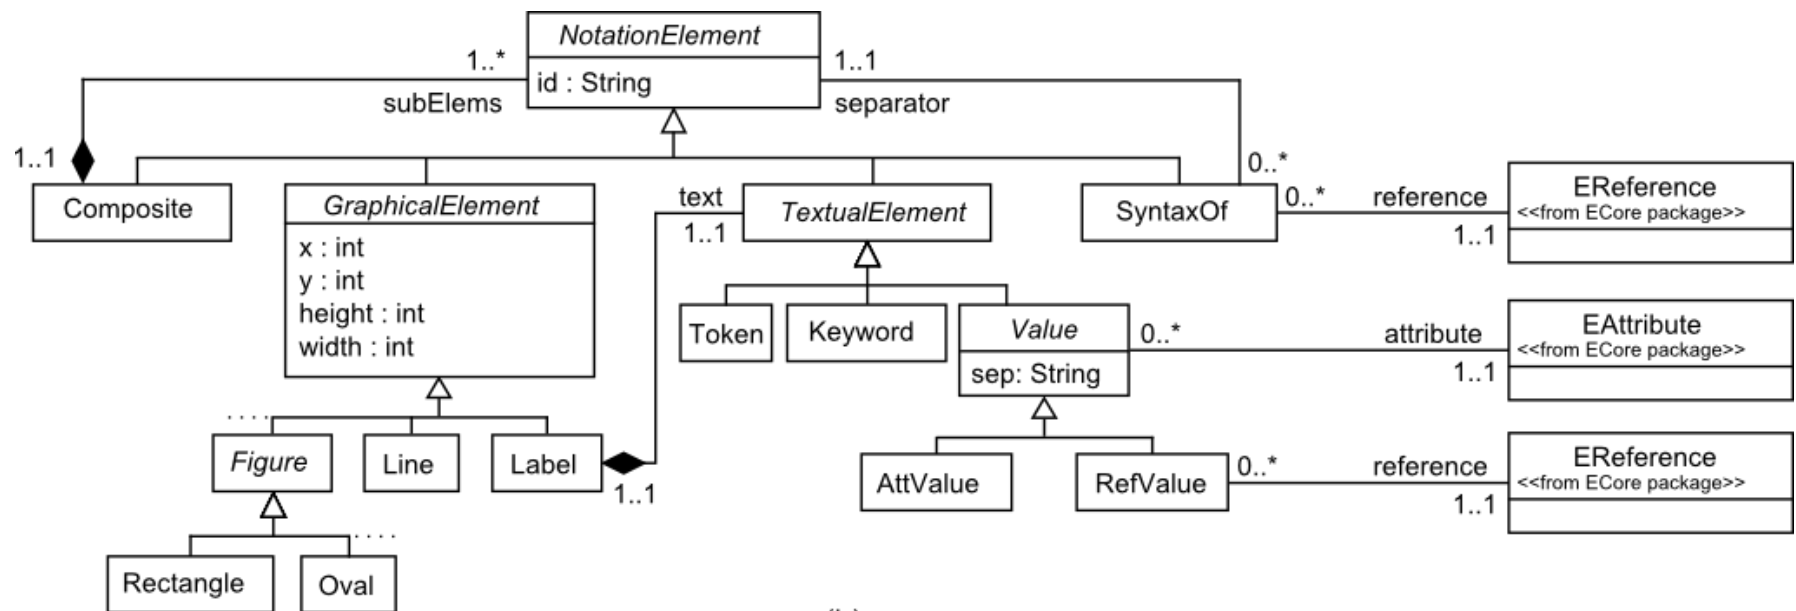 NotationElement
1..*
1..1
id : String
subElems
separator
1..1
0..*
Composite
GraphicalElement
text
TextualElement
SyntaxOf
0..*
reference
EReference
<<from ECore package>>
1..1
1..1
x : int
y : int
height : int
width : int
Token
Keyword
Value
0..*
attribute
EAttribute
<<from ECore package>>
sep: String
1..1
. . . .
Figure
Line
Label
1..1
AttValue
RefValue
0..*
reference
EReference
<<from ECore package>>
1..1
. . . .
Rectangle
Oval